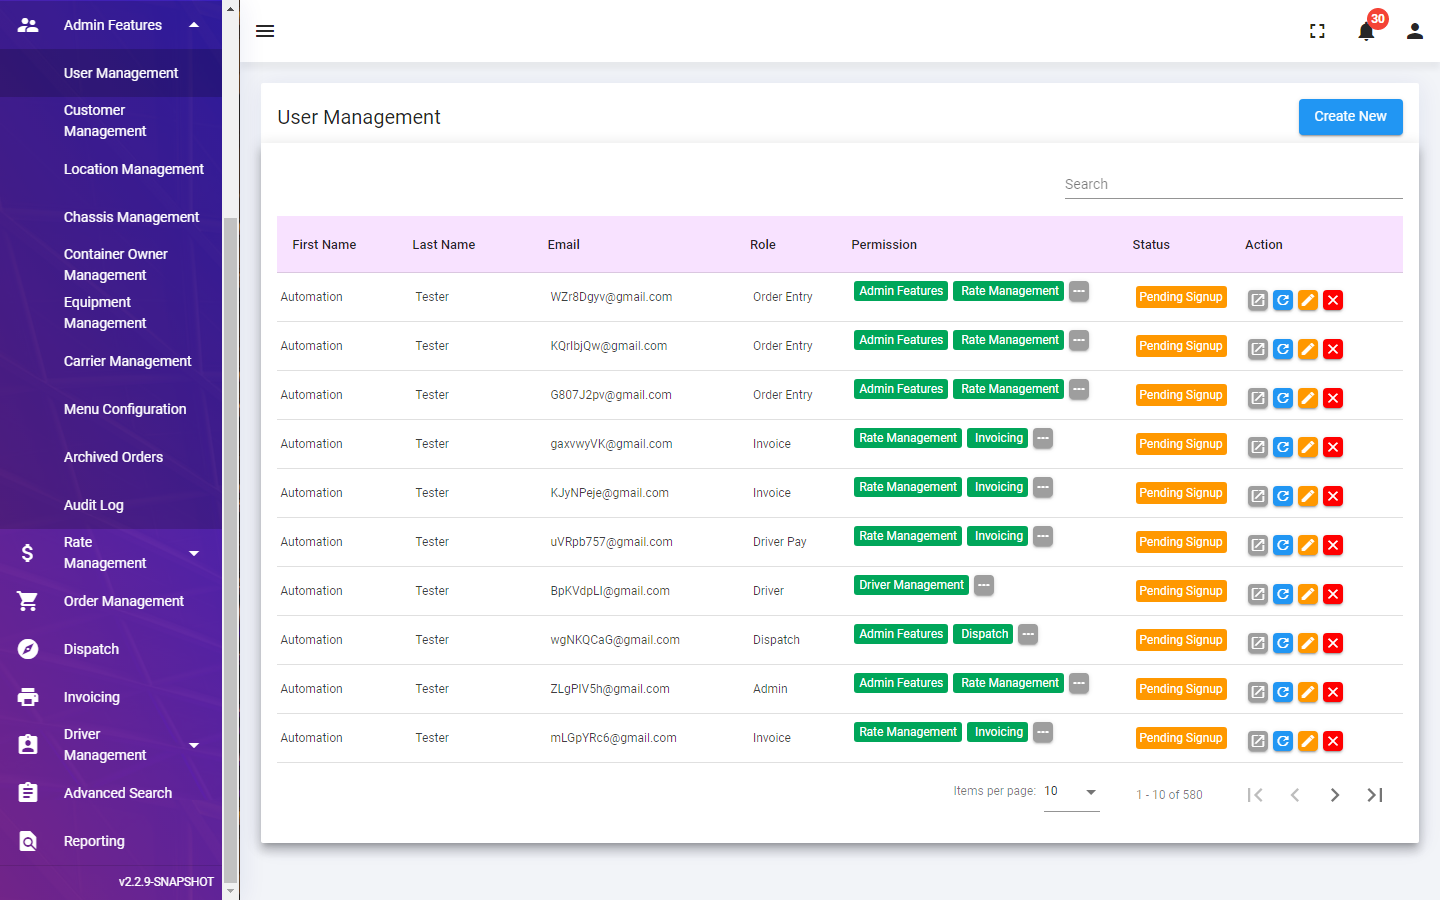 Admin Features
User Management
Customer
Management
Location Management
Chassis Management
Container Owner
Management
Equipment
Management
Carrier Management
Menu Configuration
Archived Orders
Audit Log
Rate
Management
Order Management
Dispatch
Invoicing
Driver
Management
Advanced Search
Reporting
v2.2.9-SNAPSHOT
30
User Management
Create New
Search
First Name Last Name Email Role Permission Status Action
Automation Tester WZr8Dgyv@gmail.com Order Entry Admin Features Rate Management --- Pending Signup
Automation Tester KQrIbjQw@gmail.com Order Entry Admin Features Rate Management --- Pending Signup
Automation Tester G807J2pv@gmail.com Order Entry Admin Features Rate Management --- Pending Signup
Automation Tester gaxvwyVK@gmail.com Invoice Rate Management Invoicing --- Pending Signup
Automation Tester KJyNPeje@gmail.com Invoice Rate Management Invoicing --- Pending Signup
Automation Tester uVRpb757@gmail.com Driver Pay Rate Management Invoicing --- Pending Signup
Automation Tester BpKVdpLI@gmail.com Driver Driver Management --- Pending Signup
Automation Tester wgNKQCaG@gmail.com Dispatch Admin Features Dispatch --- Pending Signup
Automation Tester ZLgPIV5h@gmail.com Admin Admin Features Rate Management --- Pending Signup
Automation Tester mLGpYRc6@gmail.com Invoice Rate Management Invoicing --- Pending Signup
Items per page: 10 1 - 10 of 580